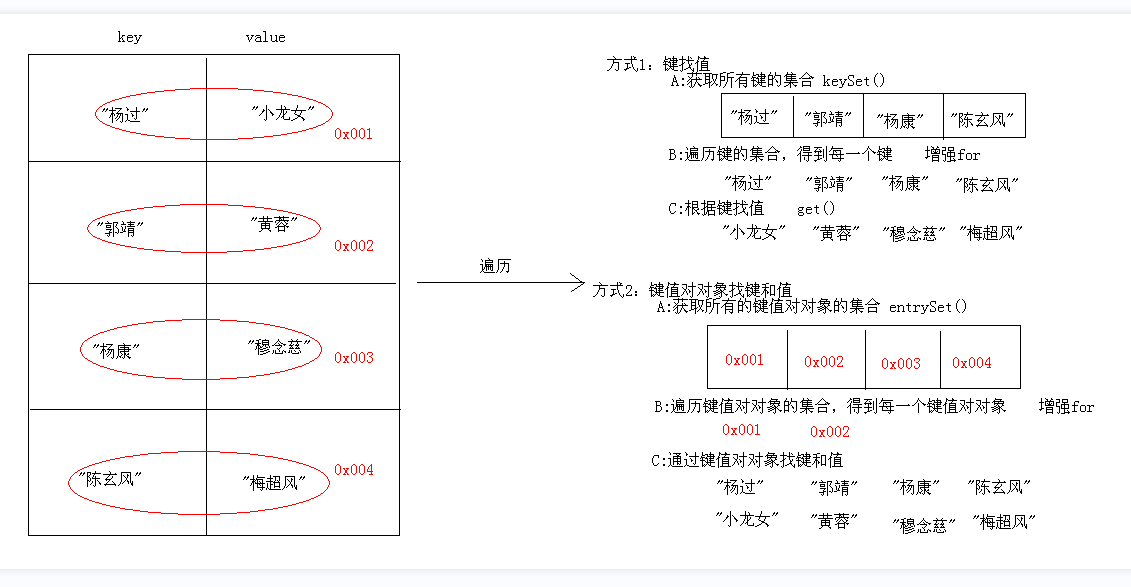 key value
"杨过" "小龙女"
0x001
"郭靖" "黄蓉"
0x002
"杨康" "穆念慈"
0x003
"陈玄风" "梅超风"
0x004
遍历
方式1: 键找值
A:获取所有键的集合 keySet()
"杨过" "郭靖" "杨康" "陈玄风"
B:遍历键的集合，得到每一个键 增强for
"杨过" "郭靖" "杨康" "陈玄风"
C:根据键找值 get()
"小龙女" "黄蓉" "穆念慈" "梅超风"
方式2: 键值对对象找键和值
A:获取所有的键值对对象的集合 entrySet()
0x001 0x002 0x003 0x004
B:遍历键值对对象的集合，得到每一个键值对对象 增强for
0x001 0x002
C:通过键值对对象找键和值
"杨过" "郭靖" "杨康" "陈玄风"
"小龙女" "黄蓉" "穆念慈" "梅超风"